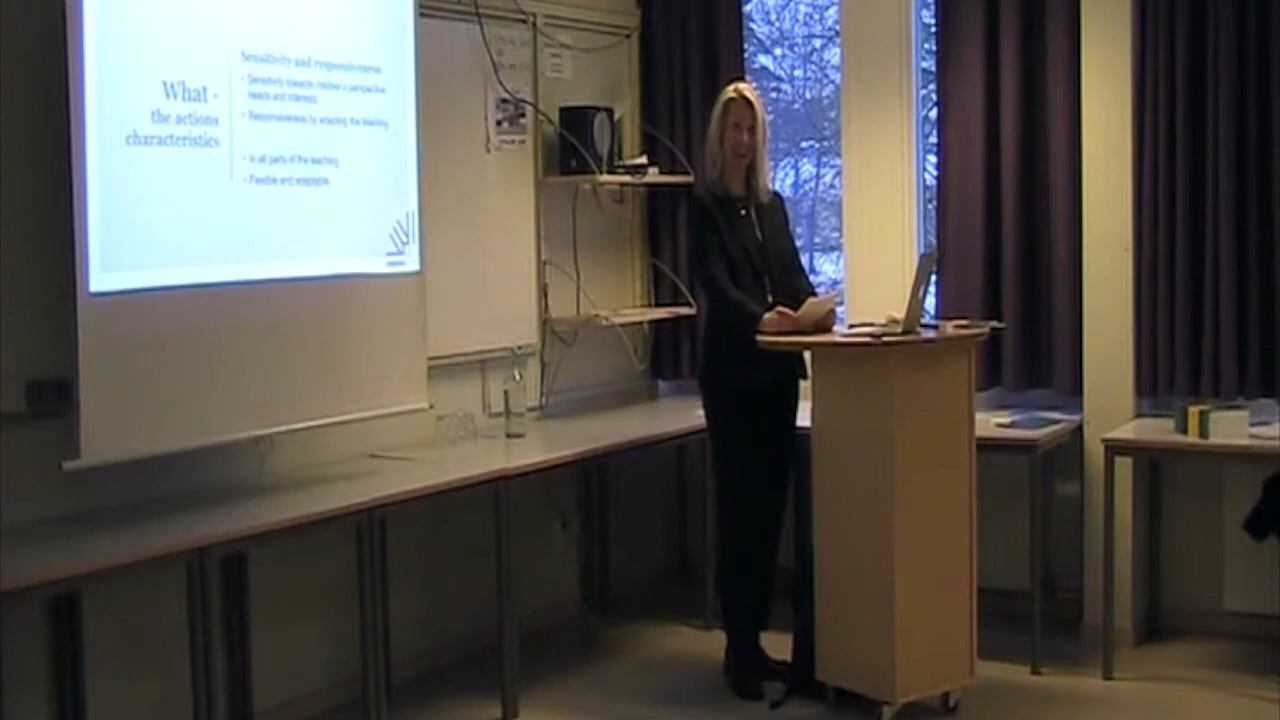 What -
the actions
characteristics
Sensitivity and responsiveness
• Sensitivity towards children's perspective,
needs and interests
• Responsiveness by adapting the teaching
• In all parts of the teaching
• Flexible and adaptable